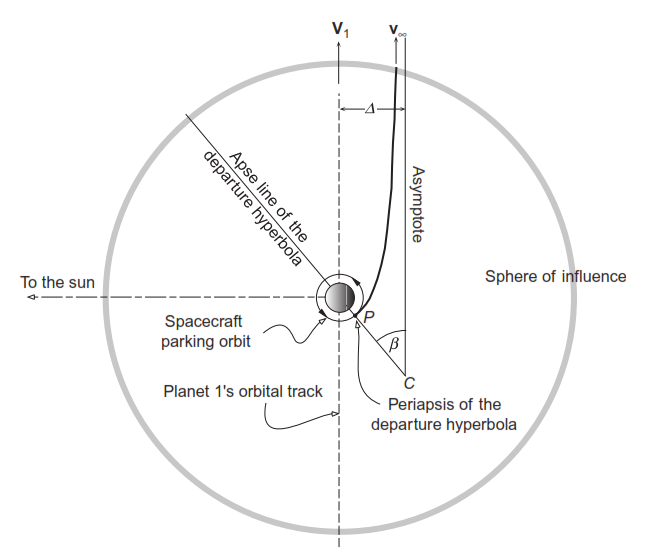 V₁
v∞
Δ
Apse line of the
departure hyperbola
Asymptote
To the sun
Sphere of influence
Spacecraft
parking orbit
P
β
C
Planet 1's orbital track
Periapsis of the
departure hyperbola